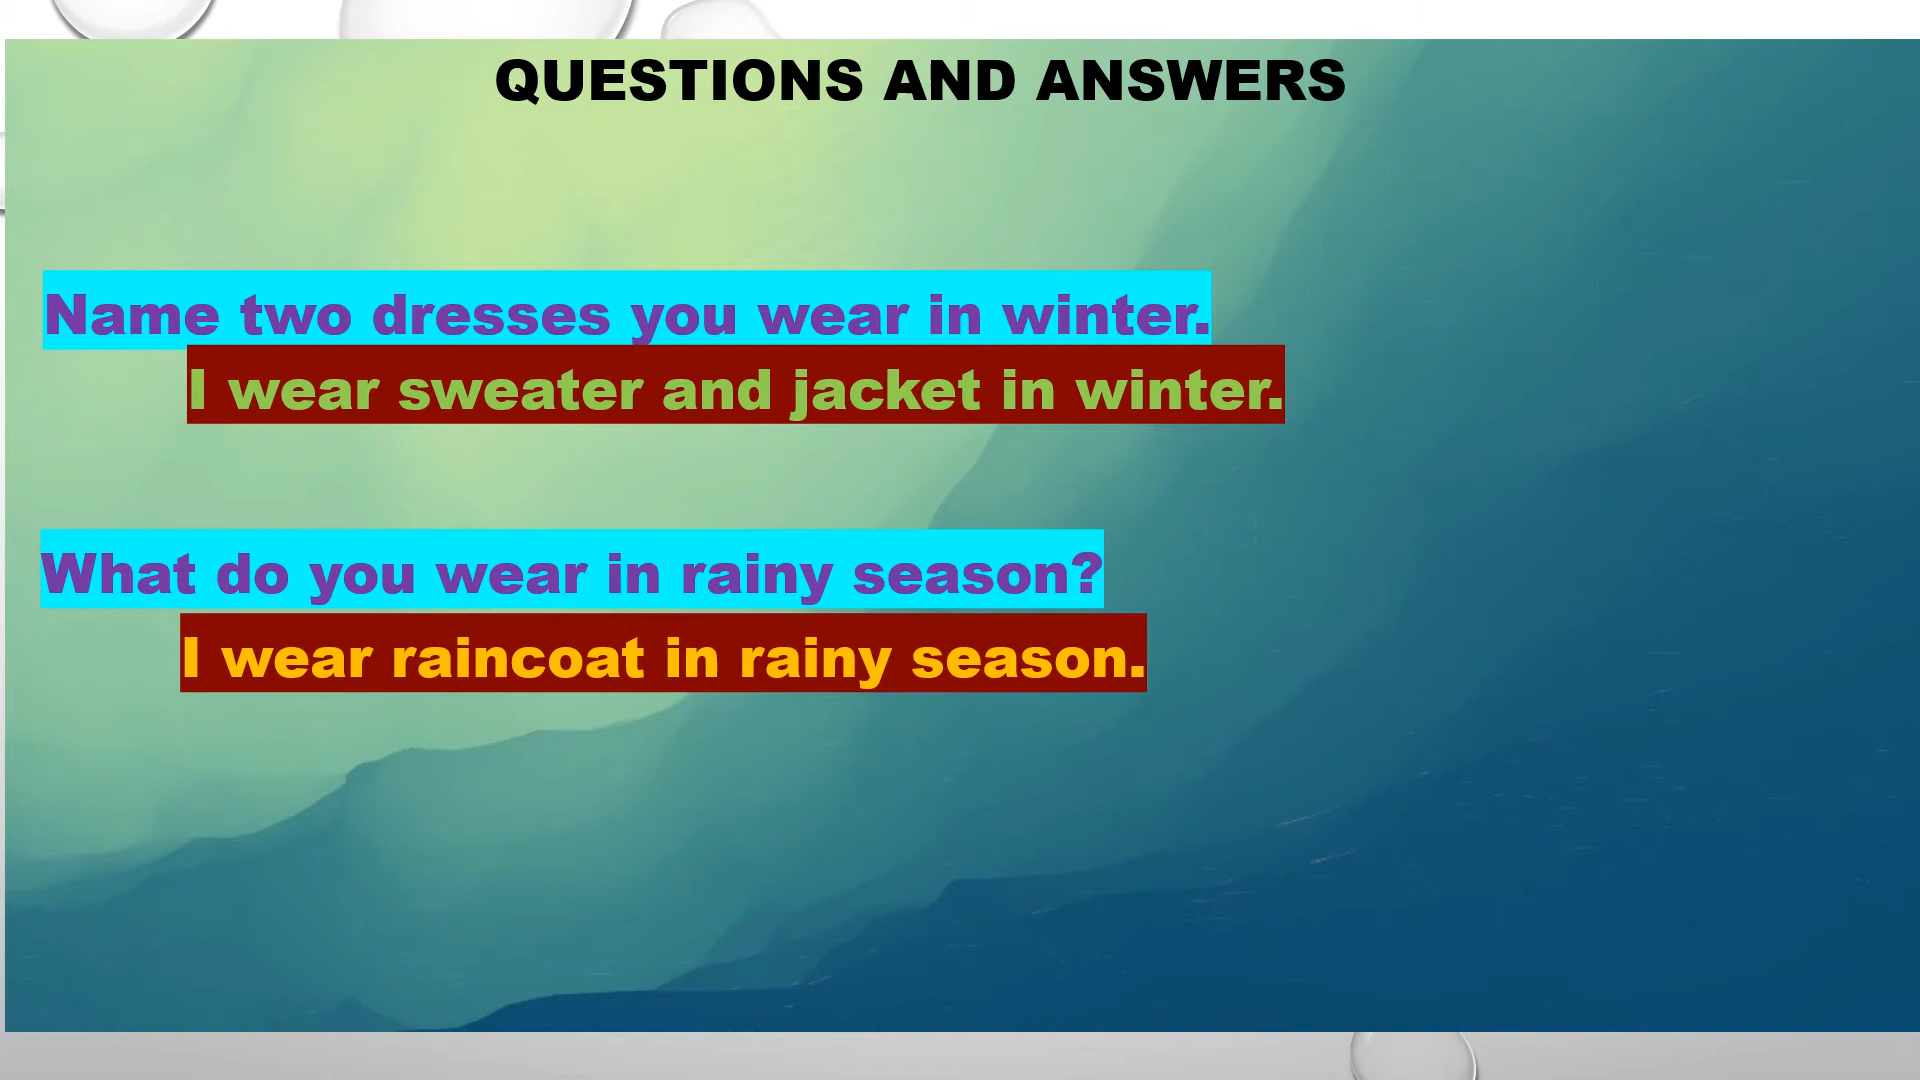 QUESTIONS AND ANSWERS
Name two dresses you wear in winter.
I wear sweater and jacket in winter.
What do you wear in rainy season?
I wear raincoat in rainy season.